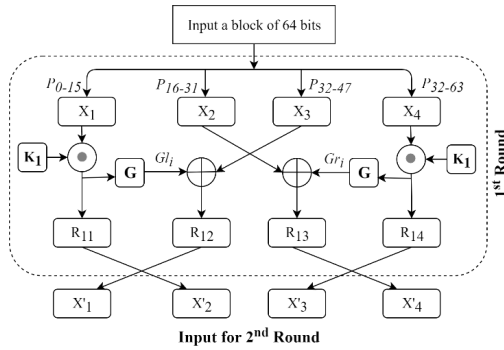 Input a block of 64 bits
P0-15 P16-31 P32-47 P32-63
X1 X2 X3 X4
K1 G Gli Gri G K1
R11 R12 R13 R14
X'1 X'2 X'3 X'4
1st Round
Input for 2nd Round